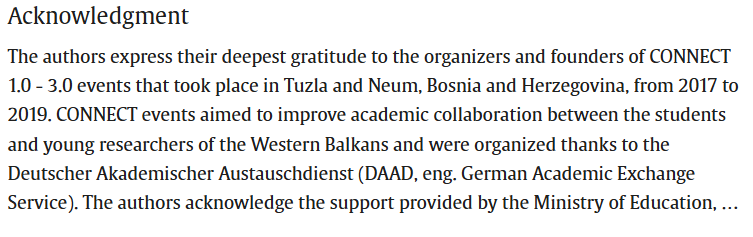 Acknowledgment
The authors express their deepest gratitude to the organizers and founders of CONNECT
1.0 - 3.0 events that took place in Tuzla and Neum, Bosnia and Herzegovina, from 2017 to
2019. CONNECT events aimed to improve academic collaboration between the students
and young researchers of the Western Balkans and were organized thanks to the
Deutscher Akademischer Austauschdienst (DAAD, eng. German Academic Exchange
Service). The authors acknowledge the support provided by the Ministry of Education, …